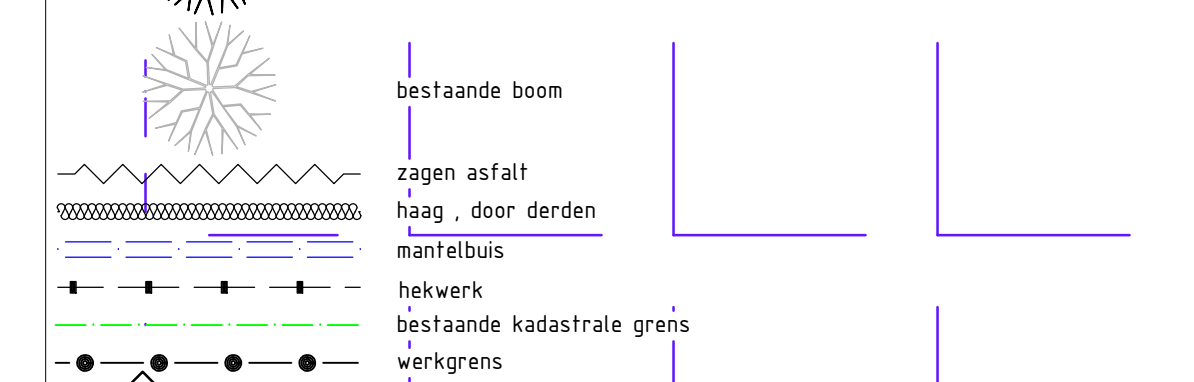 bestaande boom
zagen asfalt
haag , door derden
mantelbuis
hekwerk
bestaande kadastrale grens
werkgrens